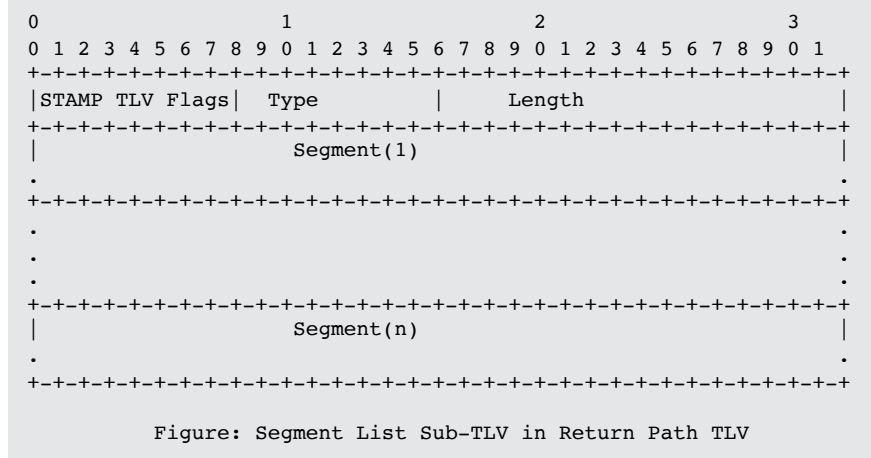 0                   1                   2                   3
0 1 2 3 4 5 6 7 8 9 0 1 2 3 4 5 6 7 8 9 0 1 2 3 4 5 6 7 8 9 0 1
+-+-+-+-+-+-+-+-+-+-+-+-+-+-+-+-+-+-+-+-+-+-+-+-+-+-+-+-+-+-+-+-+
|STAMP TLV Flags|  Type         |     Length                    |
+-+-+-+-+-+-+-+-+-+-+-+-+-+-+-+-+-+-+-+-+-+-+-+-+-+-+-+-+-+-+-+-+
|                    Segment(1)                                 |
.                                                               .
+-+-+-+-+-+-+-+-+-+-+-+-+-+-+-+-+-+-+-+-+-+-+-+-+-+-+-+-+-+-+-+-+
.                                                               .
.                                                               .
.                                                               .
+-+-+-+-+-+-+-+-+-+-+-+-+-+-+-+-+-+-+-+-+-+-+-+-+-+-+-+-+-+-+-+-+
|                    Segment(n)                                 |
.                                                               .
+-+-+-+-+-+-+-+-+-+-+-+-+-+-+-+-+-+-+-+-+-+-+-+-+-+-+-+-+-+-+-+-+
Figure: Segment List Sub-TLV in Return Path TLV